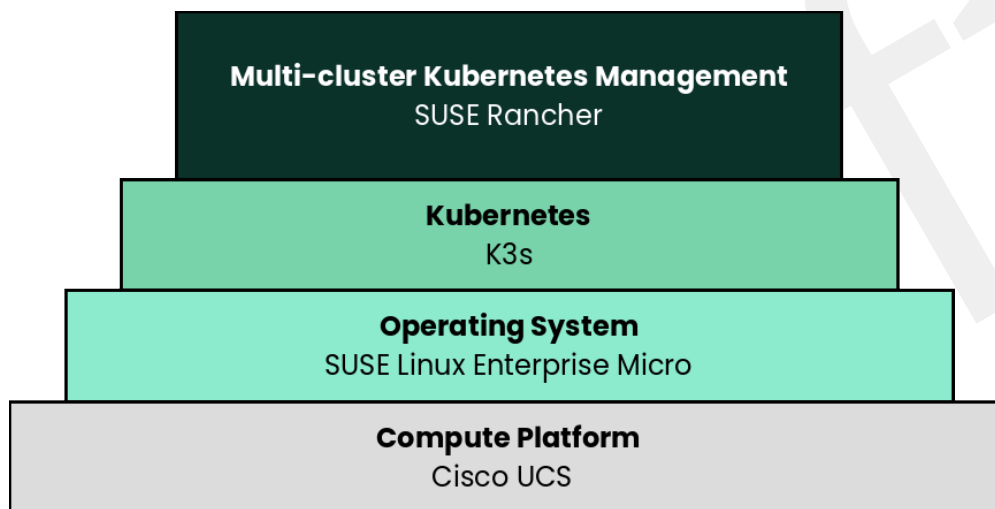 Multi-cluster Kubernetes Management
SUSE Rancher
Kubernetes
K3s
Operating System
SUSE Linux Enterprise Micro
Compute Platform
Cisco UCS